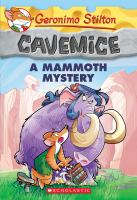 Geronimo Stilton
CAVEMICE
A MAMMOTH
MYSTERY
SCHOLASTIC